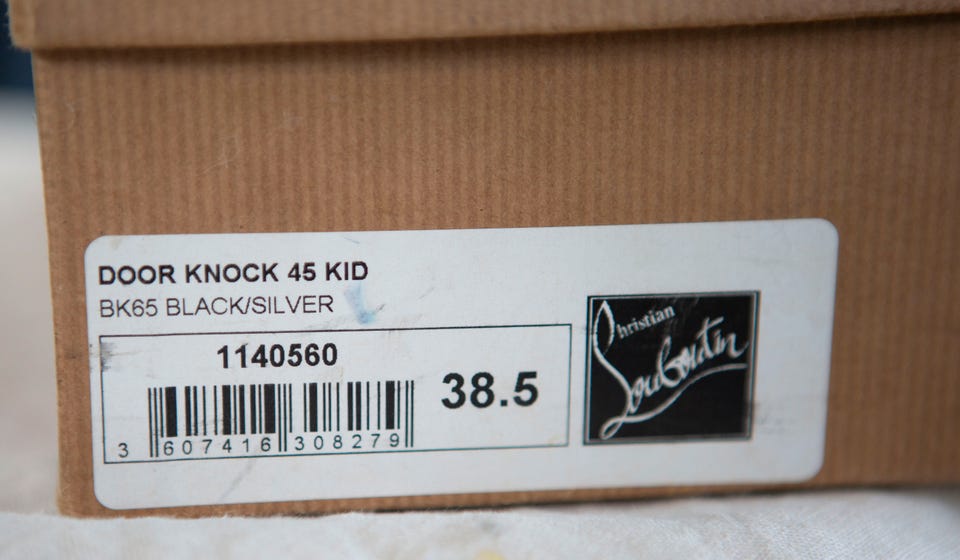 DOOR KNOCK 45 KID
BK65 BLACK/SILVER
1140560
38.5
3 607416 308279
Christian
Louboutin